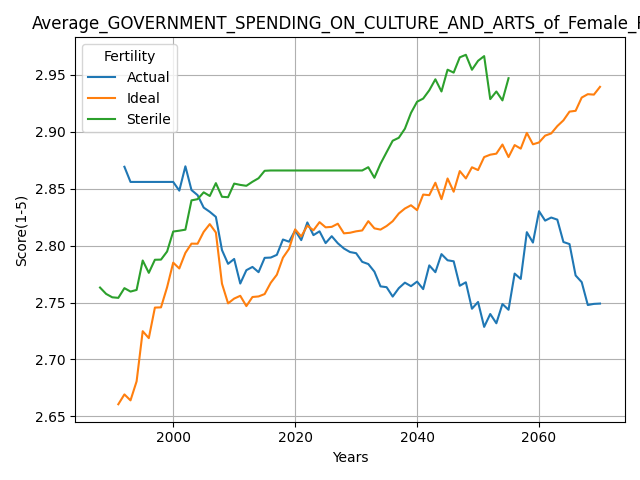 Average_GOVERNMENT_SPENDING_ON_CULTURE_AND_ARTS_of_Female_
Fertility
Actual
Ideal
Sterile
2.95
2.90
2.85
2.80
2.75
2.70
2.65
Score(1-5)
2000 2020 2040 2060
Years